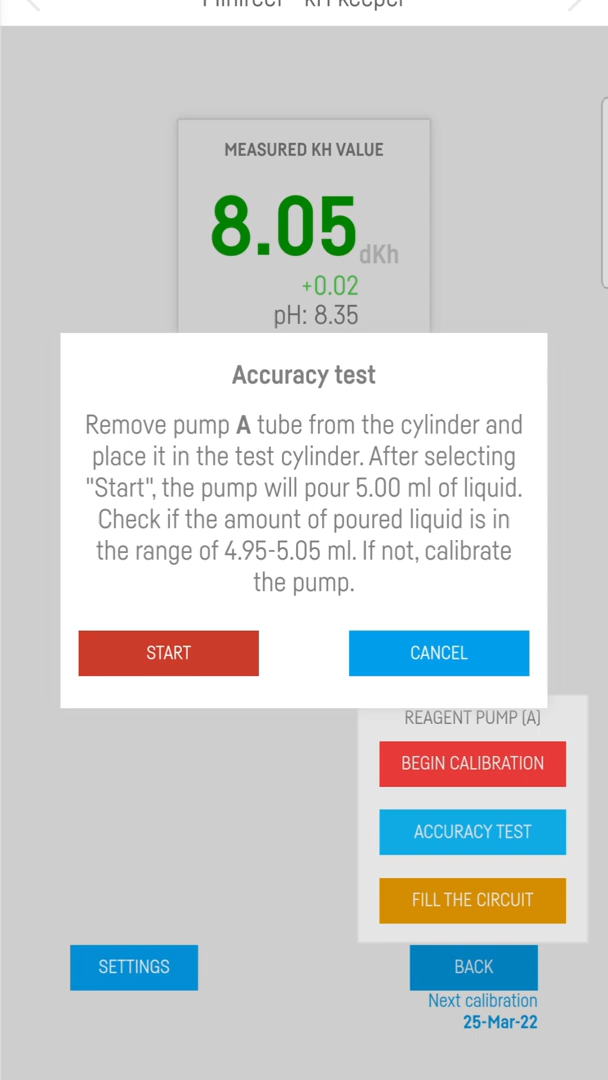 MEASURED KH VALUE
8.05 dKh
+0.02
pH: 8.35
Accuracy test
Remove pump A tube from the cylinder and
place it in the test cylinder. After selecting
"Start", the pump will pour 5.00 ml of liquid.
Check if the amount of poured liquid is in
the range of 4.95-5.05 ml. If not, calibrate
the pump.
START
CANCEL
REAGENT PUMP (A)
BEGIN CALIBRATION
ACCURACY TEST
FILL THE CIRCUIT
SETTINGS
BACK
Next calibration
25-Mar-22